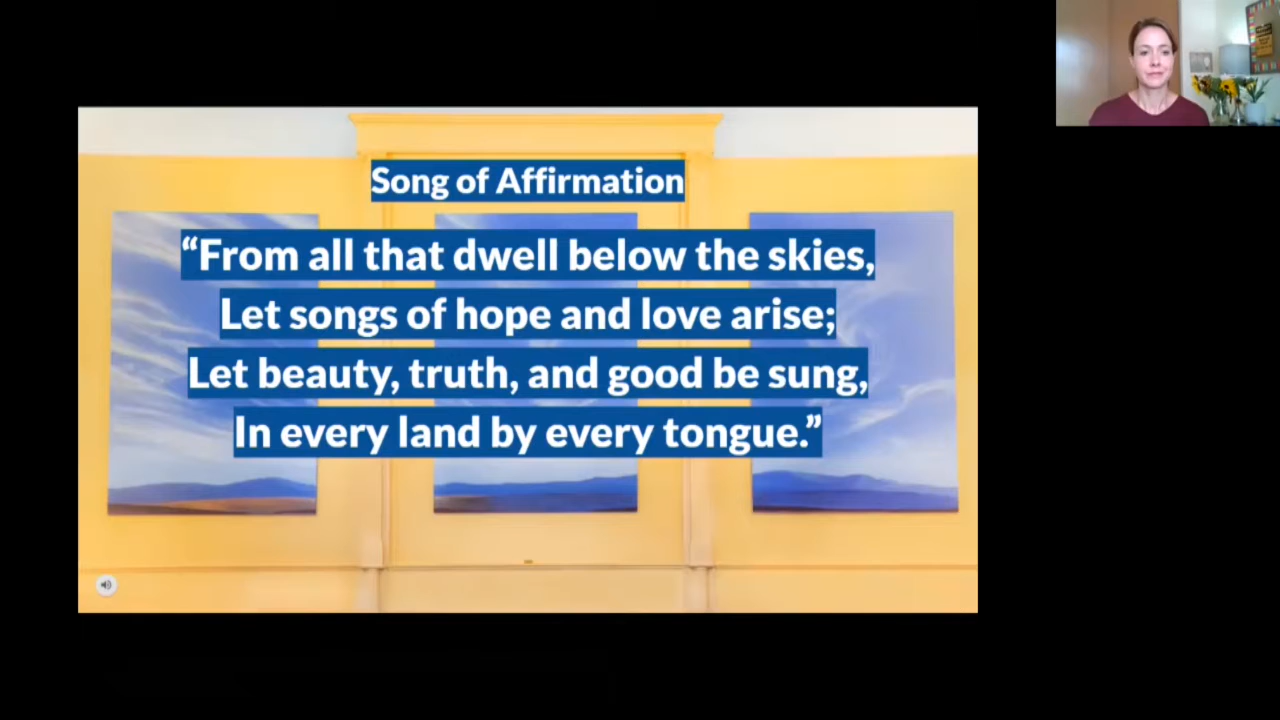 Song of Affirmation
“From all that dwell below the skies,
Let songs of hope and love arise;
Let beauty, truth, and good be sung,
In every land by every tongue.”